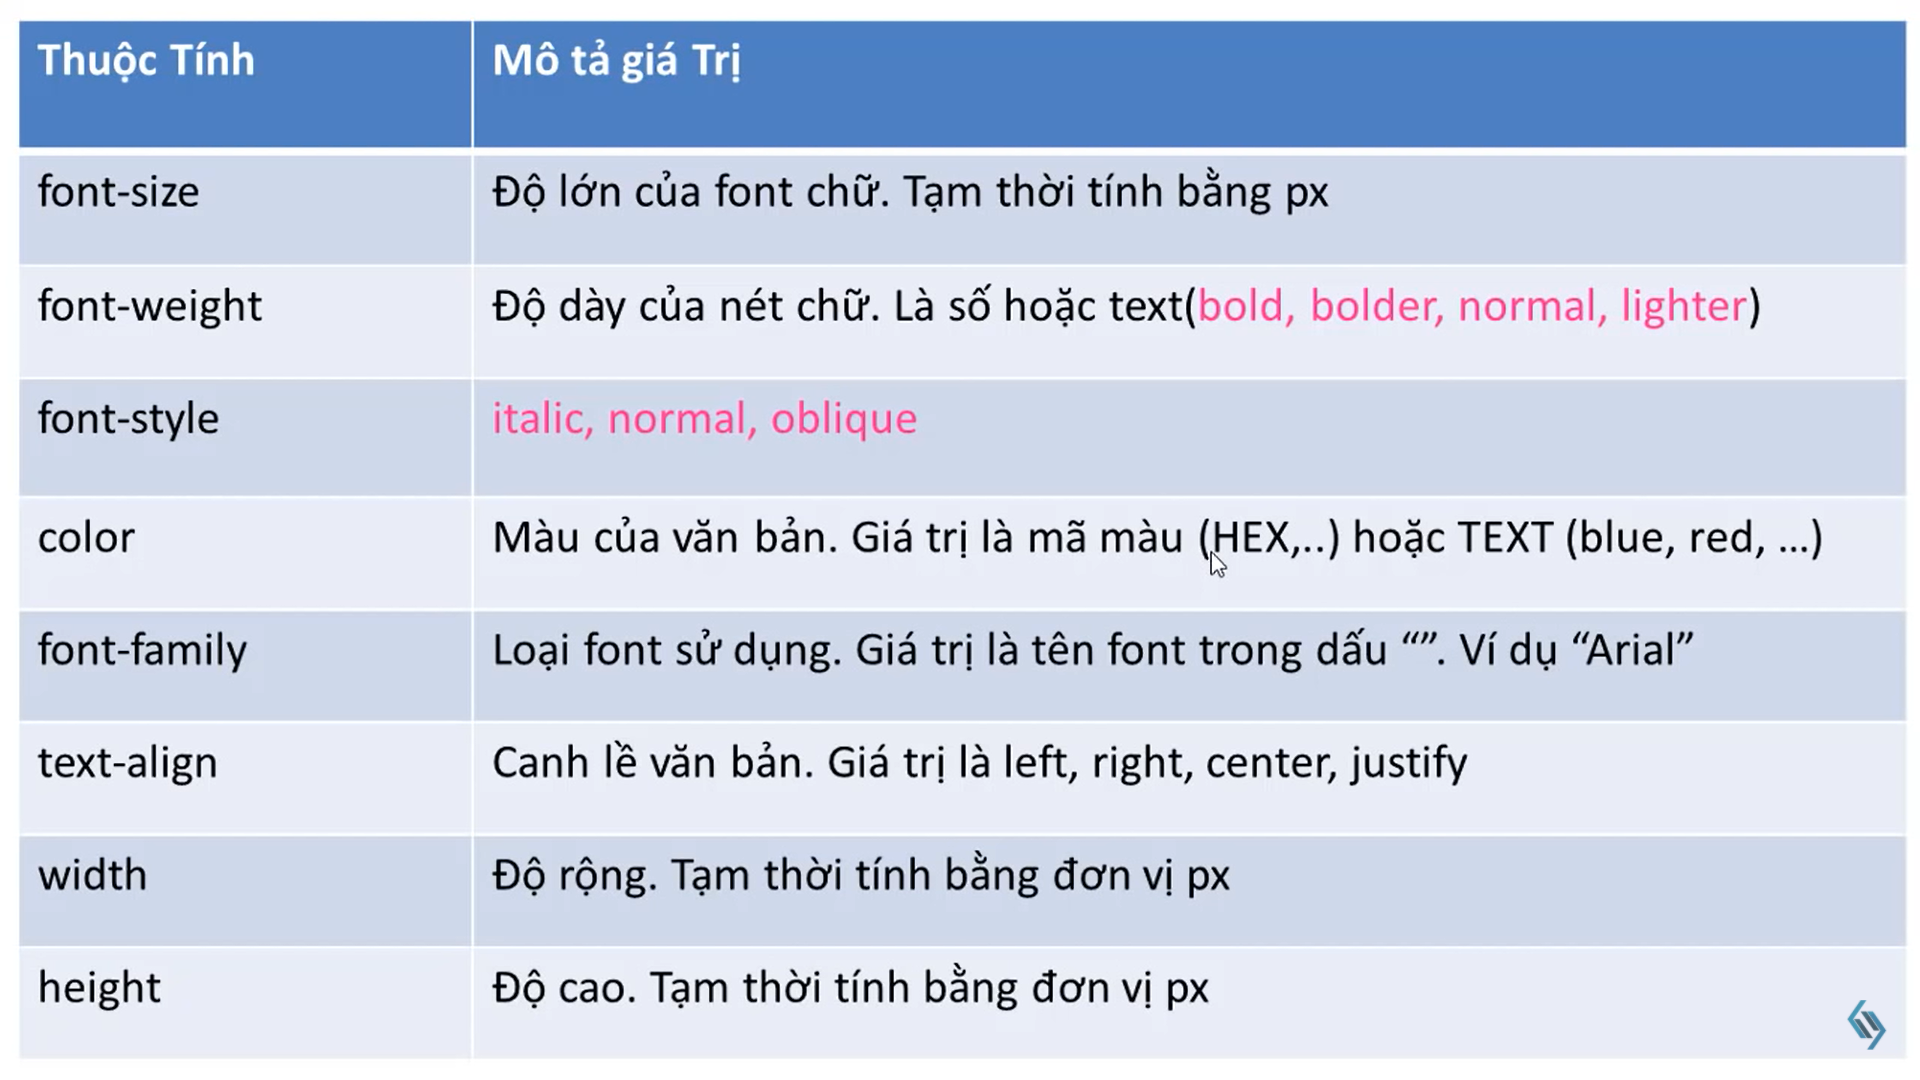 Thuộc Tính
Mô tả giá Trị
font-size
Độ lớn của font chữ. Tạm thời tính bằng px
font-weight
Độ dày của nét chữ. Là số hoặc text(bold, bolder, normal, lighter)
font-style
italic, normal, oblique
color
Màu của văn bản. Giá trị là mã màu (HEX,..) hoặc TEXT (blue, red, ...)
font-family
Loại font sử dụng. Giá trị là tên font trong dấu “”. Ví dụ “Arial”
text-align
Canh lề văn bản. Giá trị là left, right, center, justify
width
Độ rộng. Tạm thời tính bằng đơn vị px
height
Độ cao. Tạm thời tính bằng đơn vị px